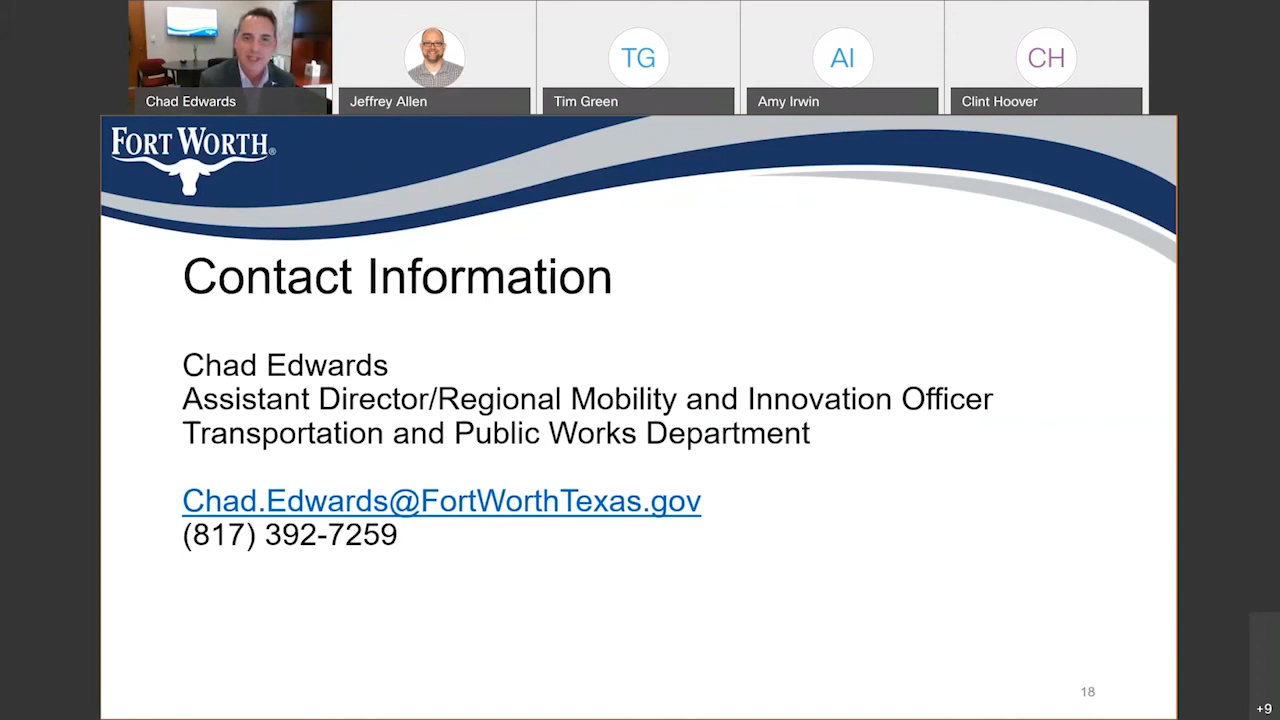 TG
AI
CH
Chad Edwards
Jeffrey Allen
Tim Green
Amy Irwin
Clint Hoover
FORT WORTH®
Contact Information
Chad Edwards
Assistant Director/Regional Mobility and Innovation Officer
Transportation and Public Works Department
Chad.Edwards@FortWorthTexas.gov
(817) 392-7259
18
+9